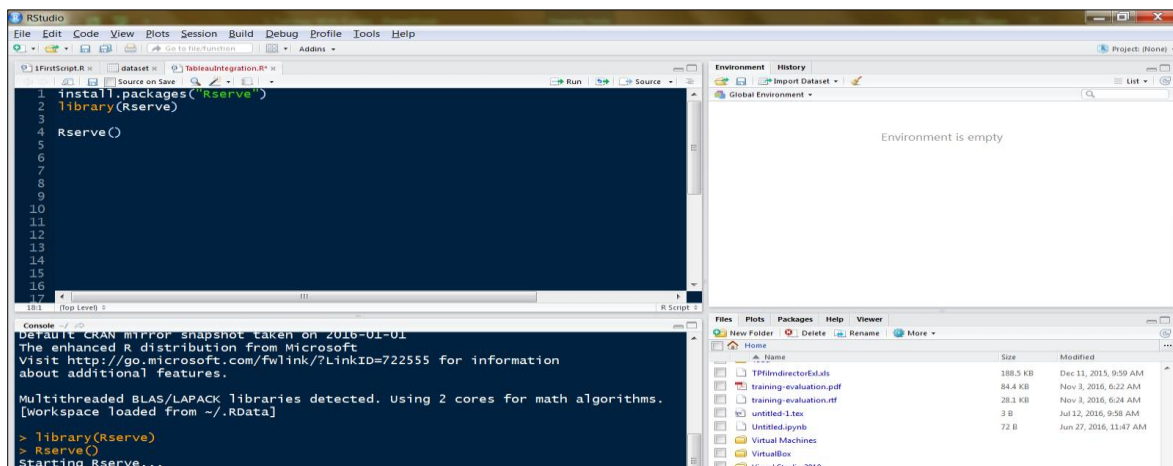 RStudio
File Edit Code View Plots Session Build Debug Profile Tools Help
Go to file/function Addins Project: (None)
1FirstScript.R dataset TableauIntegration.R*
Source on Save Run Source
1 install.packages("Rserve")
2 library(Rserve)
3
4 Rserve()
5
6
7
8
9
10
11
12
13
14
15
16
17
18:1 (Top Level) R Script
Console ~/
Default CRAN mirror snapshot taken on 2016-01-01
The enhanced R distribution from Microsoft
Visit http://go.microsoft.com/fwlink/?LinkID=722555 for information
about additional features.
Multithreaded BLAS/LAPACK libraries detected. Using 2 cores for math algorithms.
[Workspace loaded from ~/.RData]
> library(Rserve)
> Rserve()
Starting Rserve...
Environment History
Import Dataset List
Global Environment
Environment is empty
Files Plots Packages Help Viewer
New Folder Delete Rename More
Home
Name Size Modified
TPfilmdirectorExl.xls 188.5 KB Dec 11, 2015, 9:59 AM
training-evaluation.pdf 84.4 KB Nov 3, 2016, 6:22 AM
training-evaluation.rtf 28.1 KB Nov 3, 2016, 6:24 AM
untitled-1.tex 3 B Jul 12, 2016, 9:58 AM
Untitled.ipynb 72 B Jun 27, 2016, 11:47 AM
Virtual Machines
VirtualBox